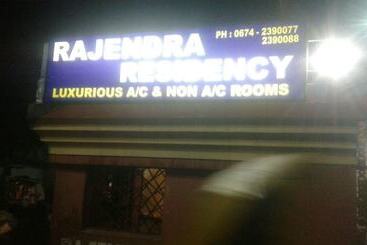 PH : 0674 - 2390077
2390088
RAJENDRA
RESIDENCY
LUXURIOUS A/C & NON A/C ROOMS